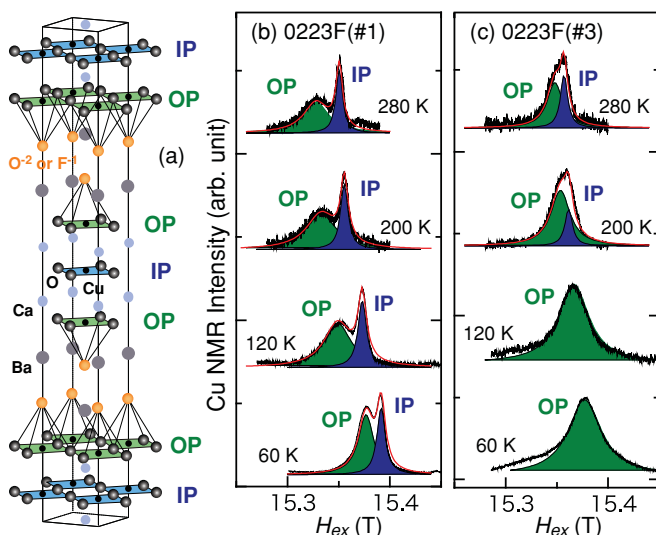 IP
OP
(a)
O⁻² or F⁻¹
OP
O
Cu
IP
Ca
OP
Ba
OP
IP
Cu NMR Intensity (arb. unit)
(b) 0223F(#1)
OP
IP
280 K
OP
IP
200 K
OP
IP
120 K
OP
IP
60 K
15.3
15.4
H_ex (T)
(c) 0223F(#3)
OP
IP
280 K
OP
IP
200 K.
OP
120 K
OP
60 K
15.3
15.4
H_ex (T)